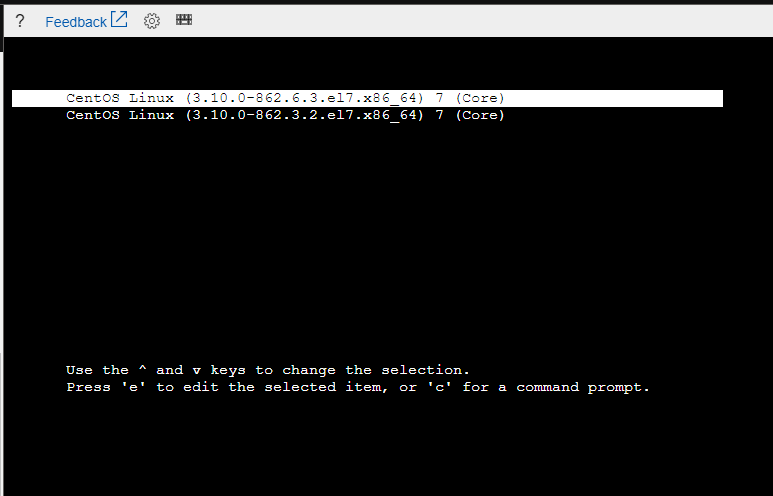 ? Feedback
CentOS Linux (3.10.0-862.6.3.el7.x86_64) 7 (Core)
CentOS Linux (3.10.0-862.3.2.el7.x86_64) 7 (Core)
Use the ^ and v keys to change the selection.
Press 'e' to edit the selected item, or 'c' for a command prompt.